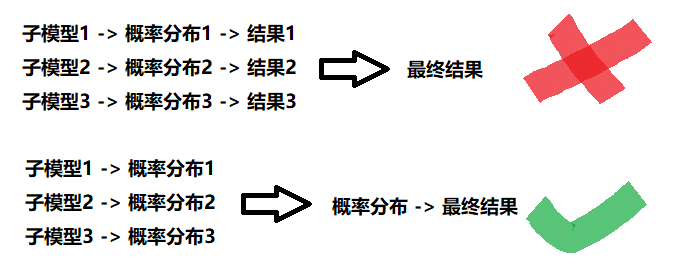 子模型1 -> 概率分布1 -> 结果1
子模型2 -> 概率分布2 -> 结果2
子模型3 -> 概率分布3 -> 结果3
最终结果
子模型1 -> 概率分布1
子模型2 -> 概率分布2
子模型3 -> 概率分布3
概率分布 -> 最终结果